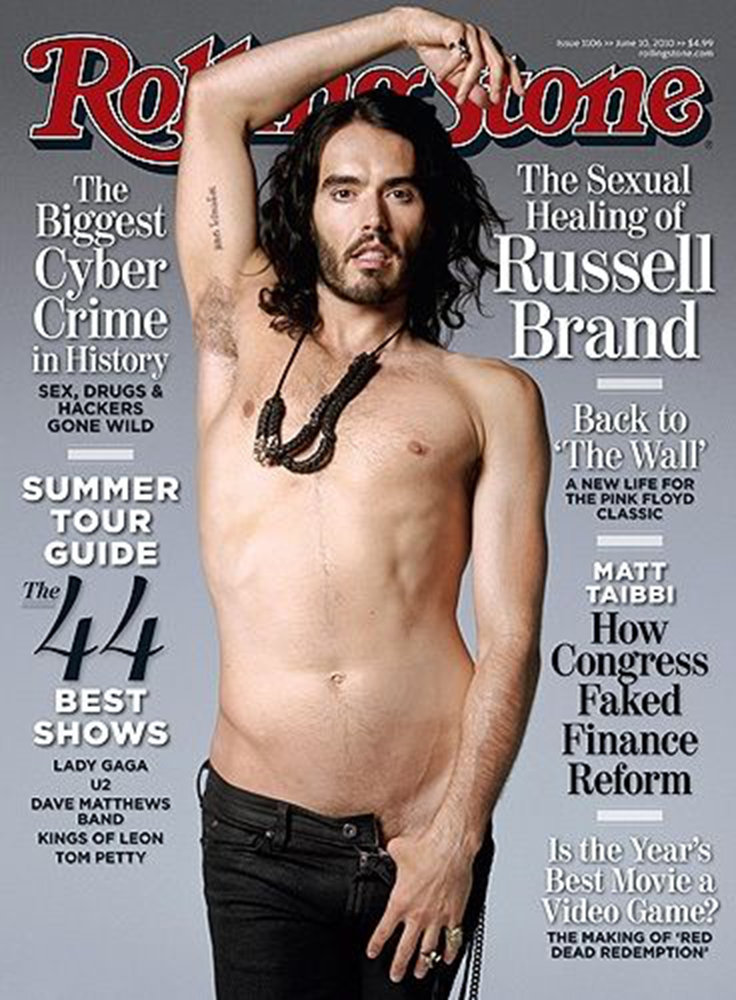 Rolling Stone
Issue 1106 >> June 10, 2010 >> $4.99
rollingstone.com
The
Biggest
Cyber
Crime
in History
SEX, DRUGS &
HACKERS
GONE WILD
SUMMER
TOUR
GUIDE
The
44
BEST
SHOWS
LADY GAGA
U2
DAVE MATTHEWS
BAND
KINGS OF LEON
TOM PETTY
The Sexual
Healing of
Russell
Brand
Back to
‘The Wall’
A NEW LIFE FOR
THE PINK FLOYD
CLASSIC
MATT
TAIBBI
How
Congress
Faked
Finance
Reform
Is the Year’s
Best Movie a
Video Game?
THE MAKING OF ‘RED
DEAD REDEMPTION’